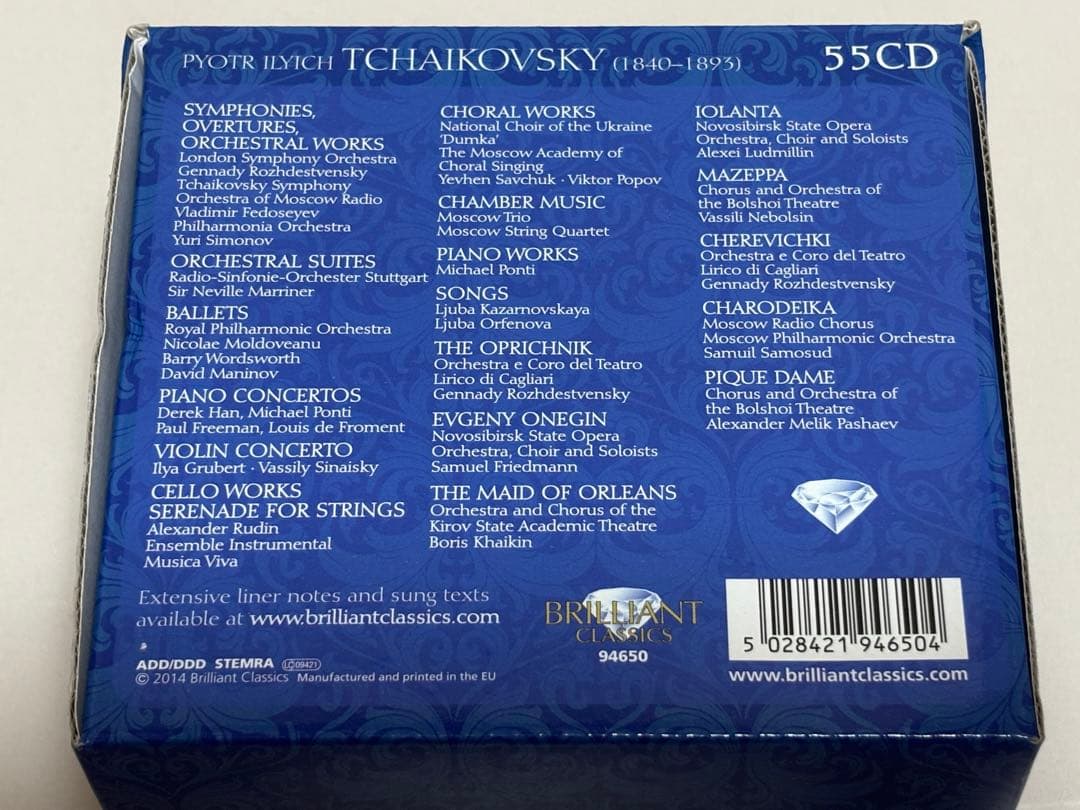 PYOTR ILYICH TCHAIKOVSKY (1840–1893)
55CD
SYMPHONIES,
OVERTURES,
ORCHESTRAL WORKS
London Symphony Orchestra
Gennady Rozhdestvensky
Tchaikovsky Symphony
Orchestra of Moscow Radio
Vladimir Fedoseyev
Philharmonia Orchestra
Yuri Simonov
ORCHESTRAL SUITES
Radio-Sinfonie-Orchester Stuttgart
Sir Neville Marriner
BALLETS
Royal Philharmonic Orchestra
Nicolae Moldoveanu
Barry Wordsworth
David Maninov
PIANO CONCERTOS
Derek Han, Michael Ponti
Paul Freeman, Louis de Froment
VIOLIN CONCERTO
Ilya Grubert · Vassily Sinaisky
CELLO WORKS
SERENADE FOR STRINGS
Alexander Rudin
Ensemble Instrumental
Musica Viva
CHORAL WORKS
National Choir of the Ukraine
'Dumka'
The Moscow Academy of
Choral Singing
Yevhen Savchuk · Viktor Popov
CHAMBER MUSIC
Moscow Trio
Moscow String Quartet
PIANO WORKS
Michael Ponti
SONGS
Ljuba Kazarnovskaya
Ljuba Orfenova
THE OPRICHNIK
Orchestra e Coro del Teatro
Lirico di Cagliari
Gennady Rozhdestvensky
EVGENY ONEGIN
Novosibirsk State Opera
Orchestra, Choir and Soloists
Samuel Friedmann
THE MAID OF ORLEANS
Orchestra and Chorus of the
Kirov State Academic Theatre
Boris Khaikin
IOLANTA
Novosibirsk State Opera
Orchestra, Choir and Soloists
Alexei Ludmillin
MAZEPPA
Chorus and Orchestra of
the Bolshoi Theatre
Vassili Nebolsin
CHEREVICHKI
Orchestra e Coro del Teatro
Lirico di Cagliari
Gennady Rozhdestvensky
CHARODEIKA
Moscow Radio Chorus
Moscow Philharmonic Orchestra
Samuil Samosud
PIQUE DAME
Chorus and Orchestra of
the Bolshoi Theatre
Alexander Melik Pashaev
Extensive liner notes and sung texts
available at www.brilliantclassics.com
ADD/DDD STEMRA LC 09421
© 2014 Brilliant Classics Manufactured and printed in the EU
BRILLIANT
CLASSICS
94650
5 028421 946504
www.brilliantclassics.com